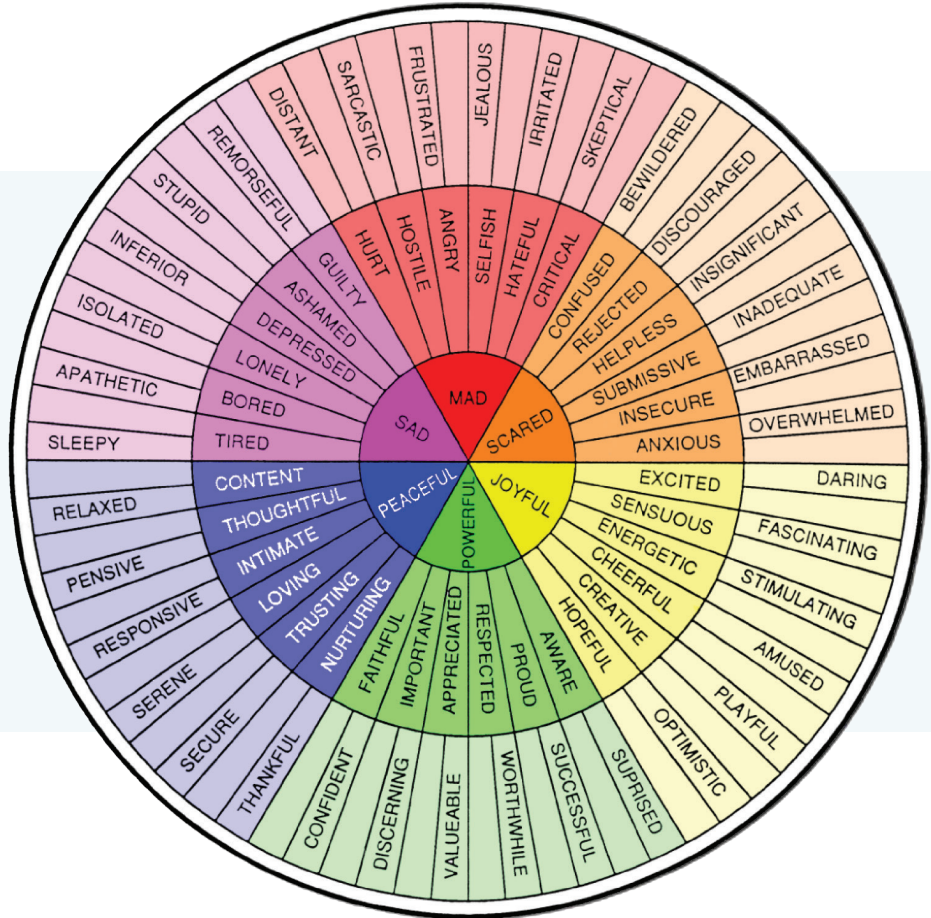 MAD
SCARED
JOYFUL
POWERFUL
PEACEFUL
SAD
HURT
HOSTILE
ANGRY
SELFISH
HATEFUL
CRITICAL
CONFUSED
REJECTED
HELPLESS
SUBMISSIVE
INSECURE
ANXIOUS
EXCITED
SENSUOUS
ENERGETIC
CHEERFUL
CREATIVE
HOPEFUL
AWARE
PROUD
RESPECTED
APPRECIATED
IMPORTANT
FAITHFUL
NURTURING
TRUSTING
LOVING
INTIMATE
THOUGHTFUL
CONTENT
TIRED
BORED
LONELY
DEPRESSED
ASHAMED
GUILTY
DISTANT
SARCASTIC
FRUSTRATED
JEALOUS
IRRITATED
SKEPTICAL
BEWILDERED
DISCOURAGED
INSIGNIFICANT
INADEQUATE
EMBARRASSED
OVERWHELMED
DARING
FASCINATING
STIMULATING
AMUSED
PLAYFUL
OPTIMISTIC
SUPRISED
SUCCESSFUL
WORTHWHILE
VALUEABLE
DISCERNING
CONFIDENT
THANKFUL
SECURE
SERENE
RESPONSIVE
PENSIVE
RELAXED
SLEEPY
APATHETIC
ISOLATED
INFERIOR
STUPID
REMORSEFUL